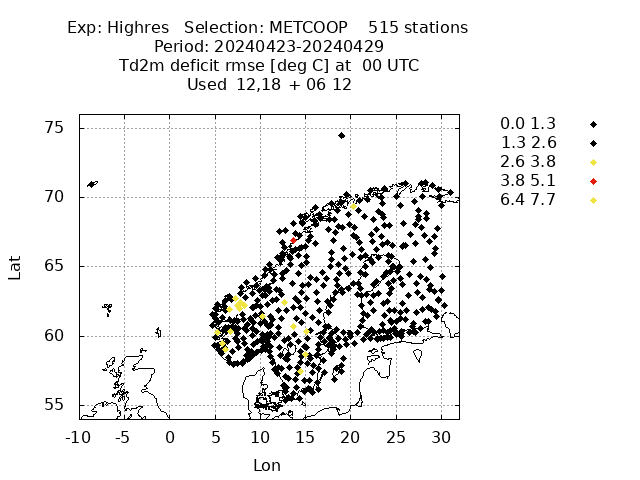 Exp: Highres   Selection: METCOOP    515 stations
Period: 20240423-20240429
Td2m deficit rmse [deg C] at  00 UTC
Used  12,18 + 06 12
0.0 1.3
1.3 2.6
2.6 3.8
3.8 5.1
6.4 7.7
75
70
65
60
55
Lat
-10 -5 0 5 10 15 20 25 30
Lon